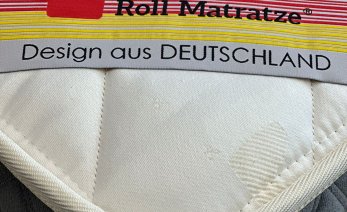 Roll Matratze®
Design aus DEUTSCHLAND